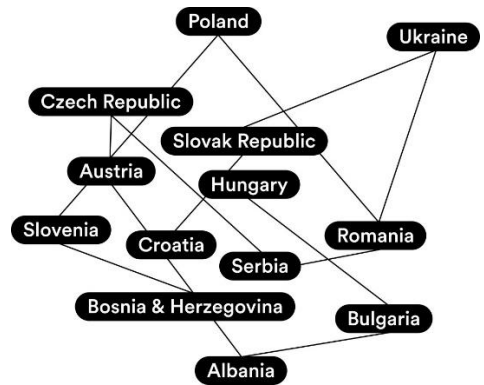 Poland
Ukraine
Czech Republic
Slovak Republic
Austria
Hungary
Slovenia
Croatia
Romania
Serbia
Bosnia & Herzegovina
Bulgaria
Albania